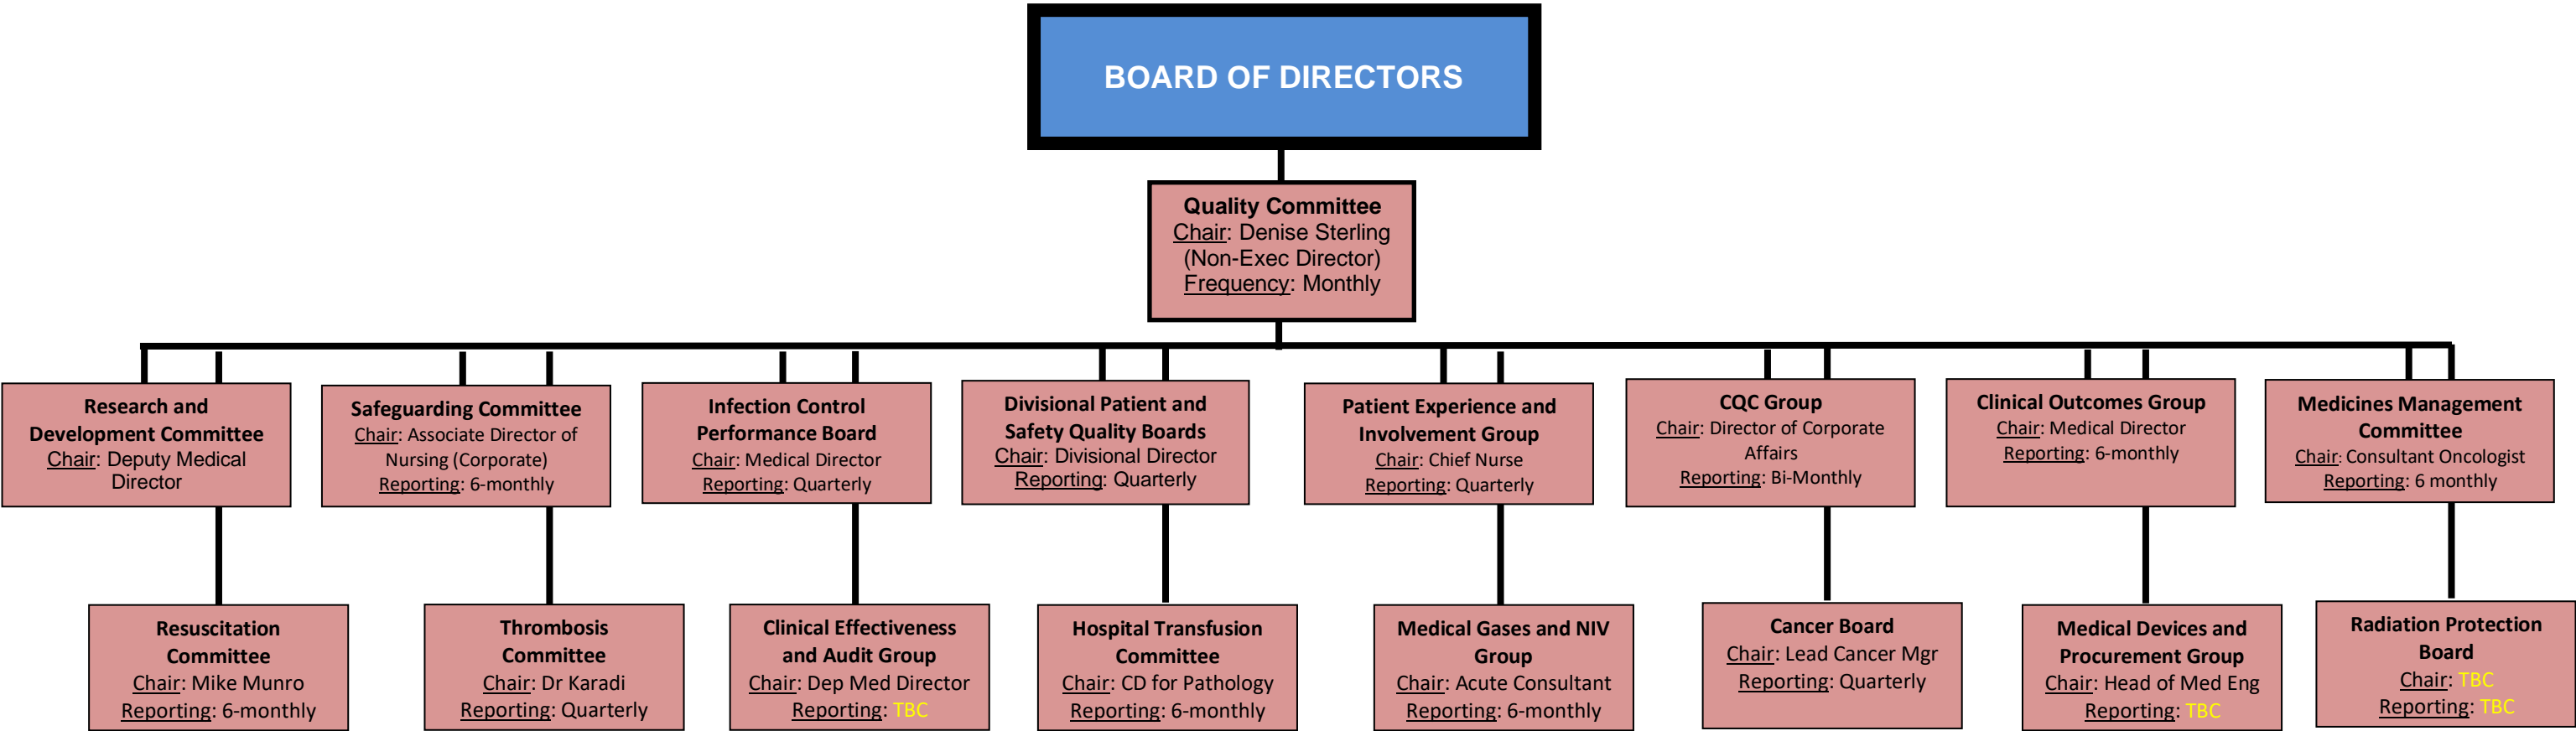 BOARD OF DIRECTORS
Quality Committee
Chair: Denise Sterling
(Non-Exec Director)
Frequency: Monthly
Research and
Development Committee
Chair: Deputy Medical
Director
Safeguarding Committee
Chair: Associate Director of
Nursing (Corporate)
Reporting: 6-monthly
Infection Control
Performance Board
Chair: Medical Director
Reporting: Quarterly
Divisional Patient and
Safety Quality Boards
Chair: Divisional Director
Reporting: Quarterly
Patient Experience and
Involvement Group
Chair: Chief Nurse
Reporting: Quarterly
CQC Group
Chair: Director of Corporate
Affairs
Reporting: Bi-Monthly
Clinical Outcomes Group
Chair: Medical Director
Reporting: 6-monthly
Medicines Management
Committee
Chair: Consultant Oncologist
Reporting: 6 monthly
Resuscitation
Committee
Chair: Mike Munro
Reporting: 6-monthly
Thrombosis
Committee
Chair: Dr Karadi
Reporting: Quarterly
Clinical Effectiveness
and Audit Group
Chair: Dep Med Director
Reporting: TBC
Hospital Transfusion
Committee
Chair: CD for Pathology
Reporting: 6-monthly
Medical Gases and NIV
Group
Chair: Acute Consultant
Reporting: 6-monthly
Cancer Board
Chair: Lead Cancer Mgr
Reporting: Quarterly
Medical Devices and
Procurement Group
Chair: Head of Med Eng
Reporting: TBC
Radiation Protection
Board
Chair: TBC
Reporting: TBC